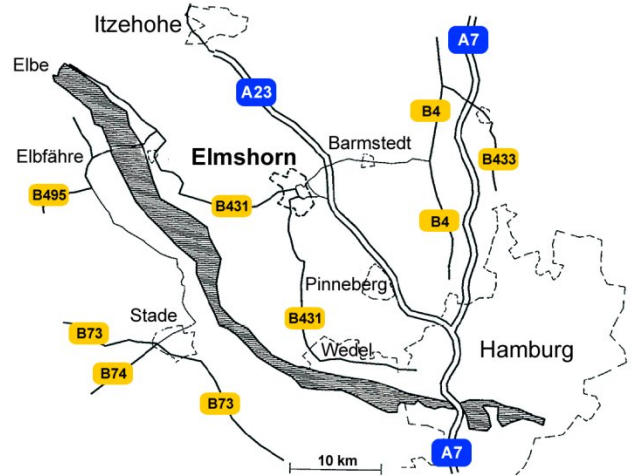 Itzehohe
A7
Elbe
A23
B4
Barmstedt
Elbfähre
Elmshorn
B433
B495
B431
B4
Pinneberg
Stade
B431
B73
Wedel
Hamburg
B74
B73
A7
10 km